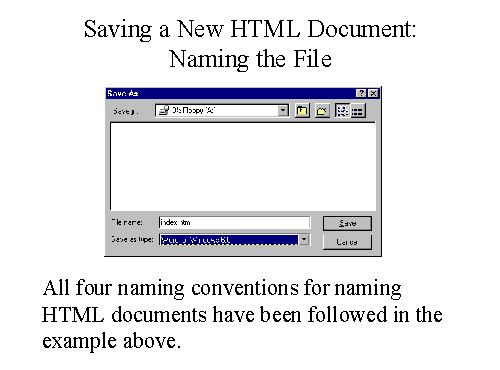 Saving a New HTML Document:
Naming the File
Save As
Save in:
3½ Floppy (A:)
File name:
index.htm
Save
Save as type:
Cancel
All four naming conventions for naming
HTML documents have been followed in the
example above.